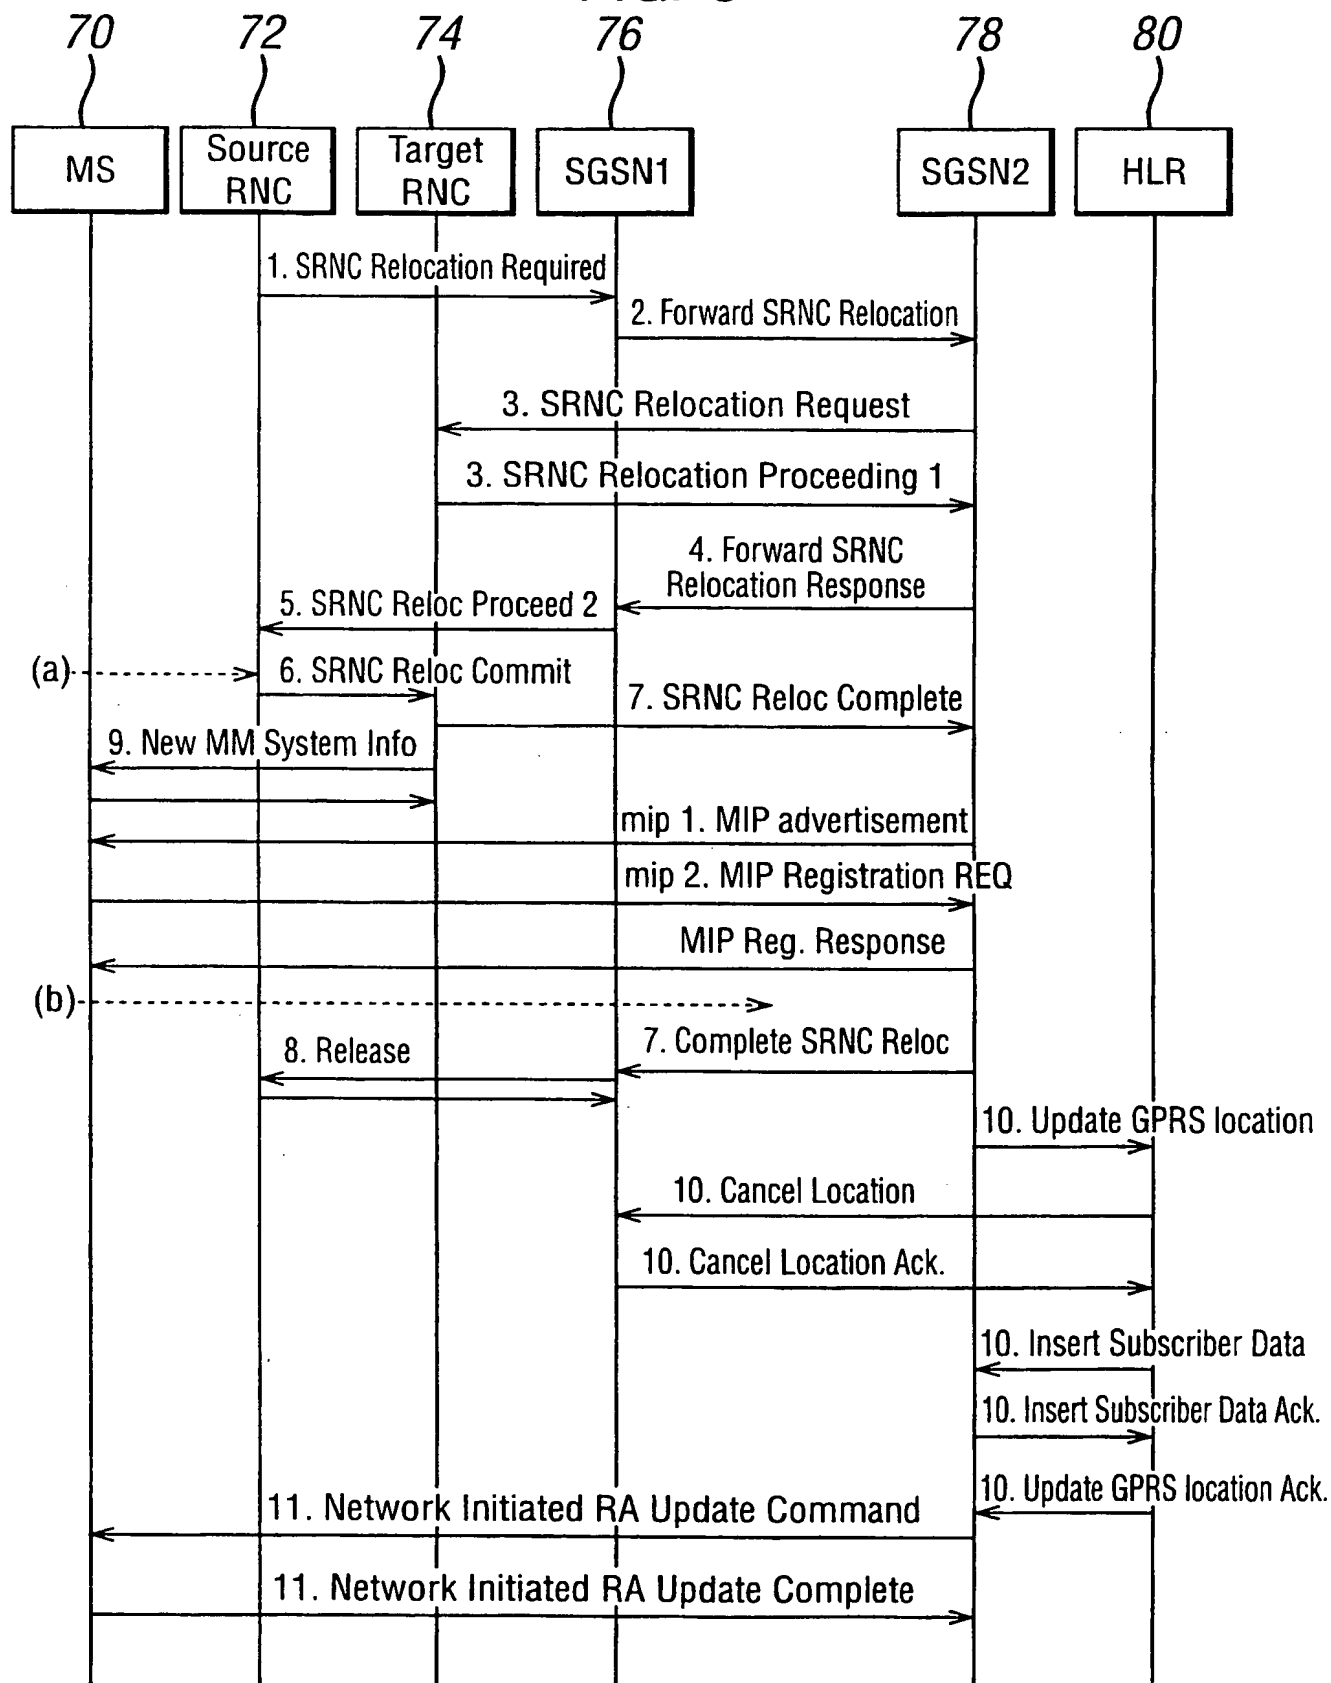 70 72 74 76 78 80
MS
Source
RNC
Target
RNC
SGSN1
SGSN2
HLR
1. SRNC Relocation Required
2. Forward SRNC Relocation
3. SRNC Relocation Request
3. SRNC Relocation Proceeding 1
4. Forward SRNC
Relocation Response
5. SRNC Reloc Proceed 2
(a)
6. SRNC Reloc Commit
7. SRNC Reloc Complete
9. New MM System Info
mip 1. MIP advertisement
mip 2. MIP Registration REQ
MIP Reg. Response
(b)
7. Complete SRNC Reloc
8. Release
10. Update GPRS location
10. Cancel Location
10. Cancel Location Ack.
10. Insert Subscriber Data
10. Insert Subscriber Data Ack.
10. Update GPRS location Ack.
11. Network Initiated RA Update Command
11. Network Initiated RA Update Complete